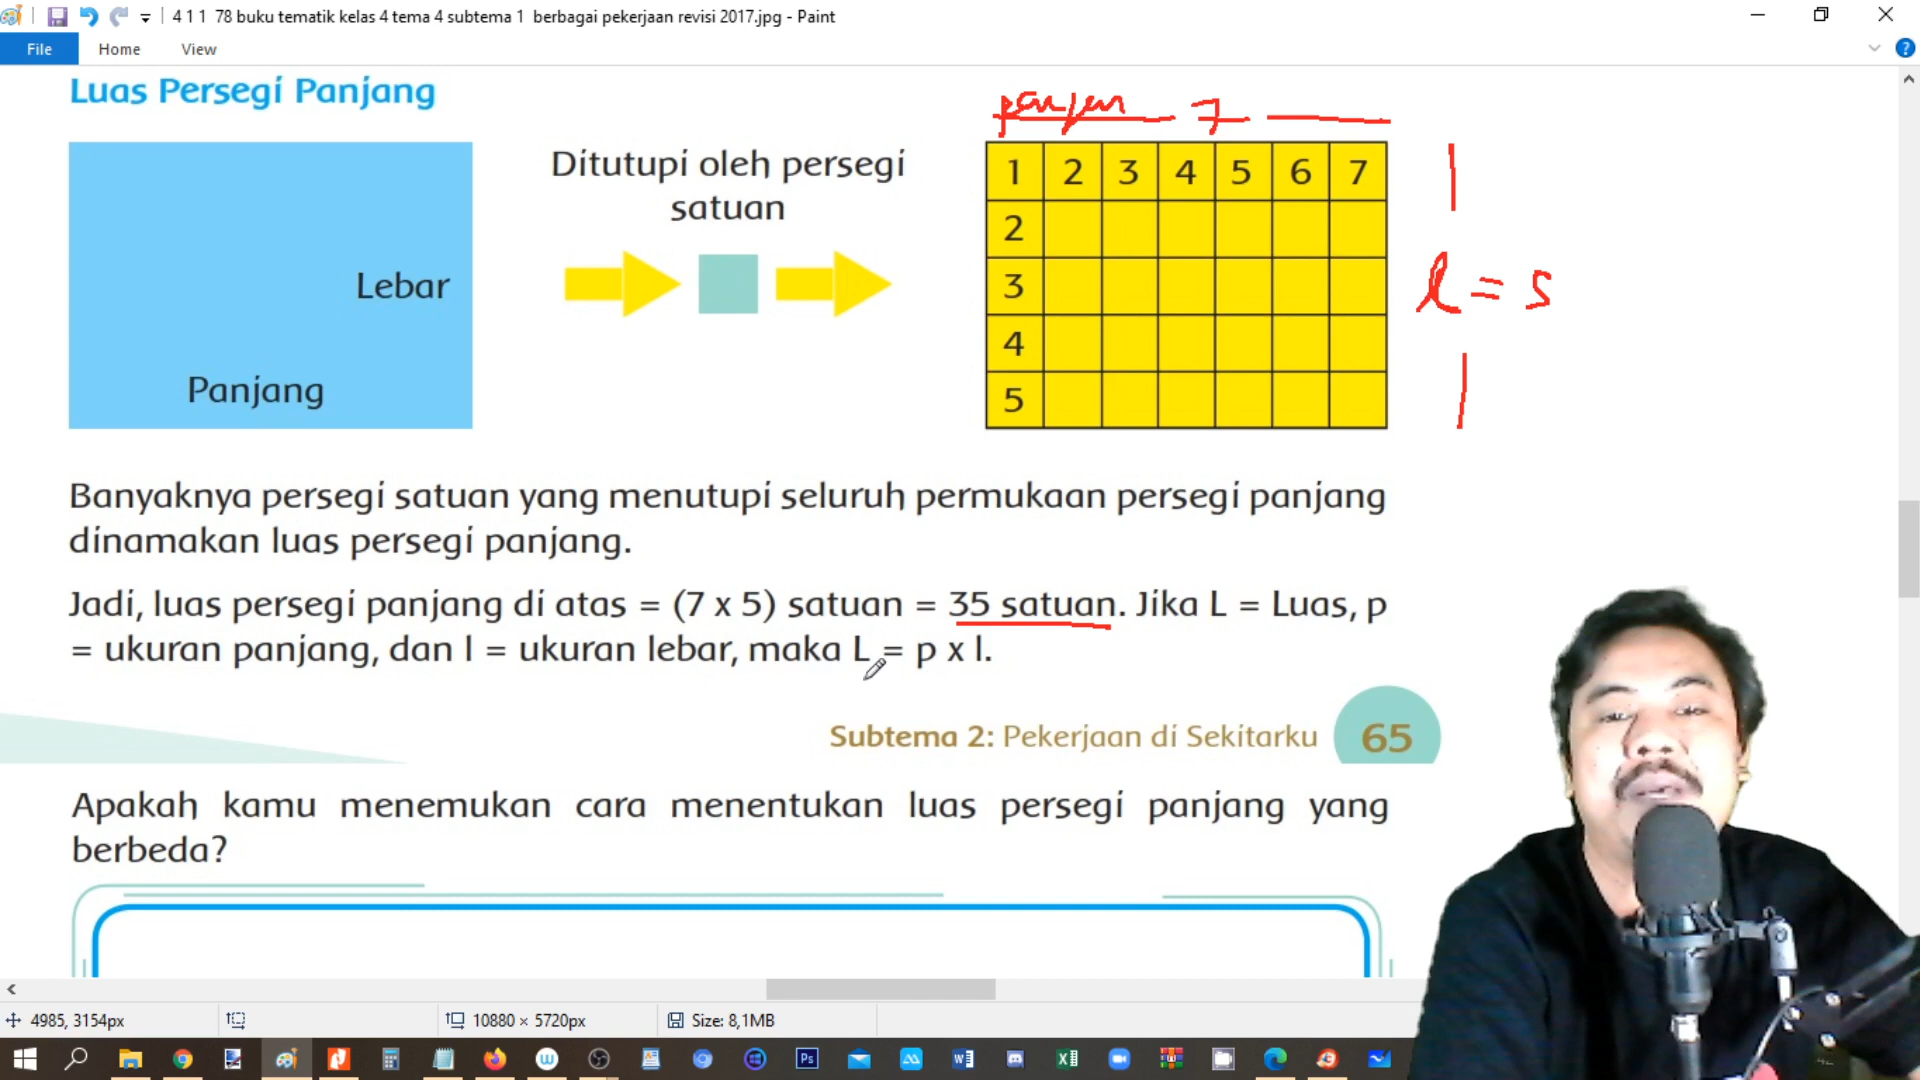 4 1 1 78 buku tematik kelas 4 tema 4 subtema 1 berbagai pekerjaan revisi 2017.jpg - Paint
File Home View
Luas Persegi Panjang
panjan 7
Ditutupi oleh persegi
satuan
1 2 3 4 5 6 7
2
3
4
5
Lebar
Panjang
l = 5
Banyaknya persegi satuan yang menutupi seluruh permukaan persegi panjang
dinamakan luas persegi panjang.
Jadi, luas persegi panjang di atas = (7 x 5) satuan = 35 satuan. Jika L = Luas, p
= ukuran panjang, dan l = ukuran lebar, maka L = p x l.
Subtema 2: Pekerjaan di Sekitarku 65
Apakah kamu menemukan cara menentukan luas persegi panjang yang
berbeda?
4985, 3154px 10880 × 5720px Size: 8,1MB